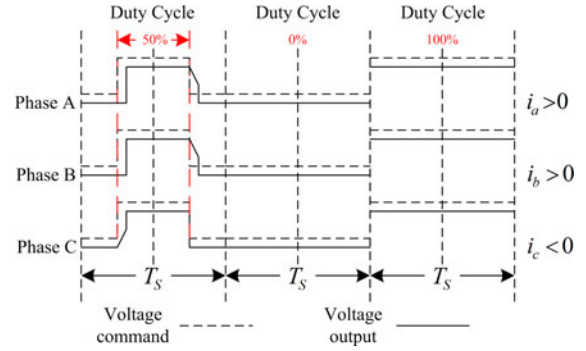 Duty Cycle Duty Cycle Duty Cycle
50% 0% 100%
Phase A i_a>0
Phase B i_b>0
Phase C i_c<0
T_S T_S T_S
Voltage command Voltage output